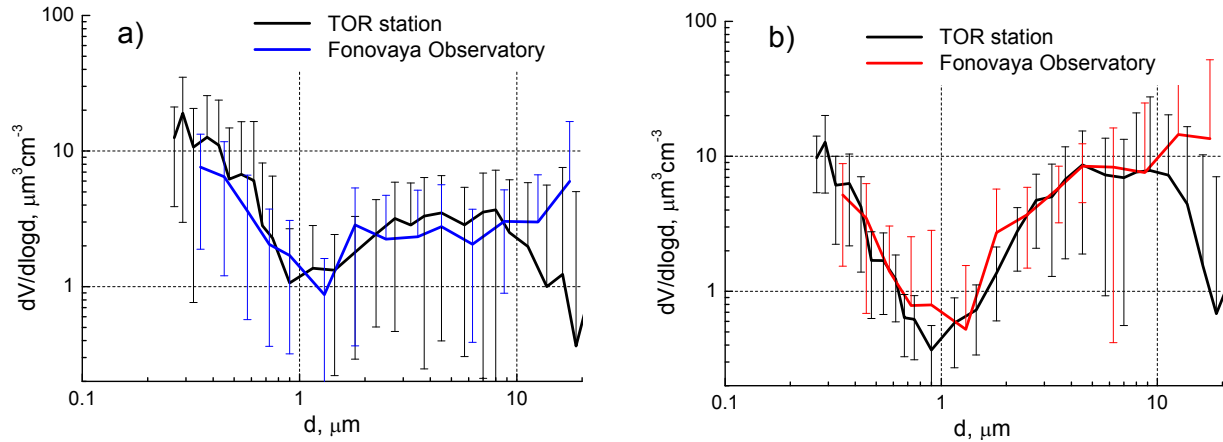 a)
TOR station
Fonovaya Observatory
100
10
1
dV/dlogd, μm³cm⁻³
0.1
1
10
d, μm
b)
TOR station
Fonovaya Observatory
100
10
1
dV/dlogd, μm³cm⁻³
0.1
1
10
d, μm